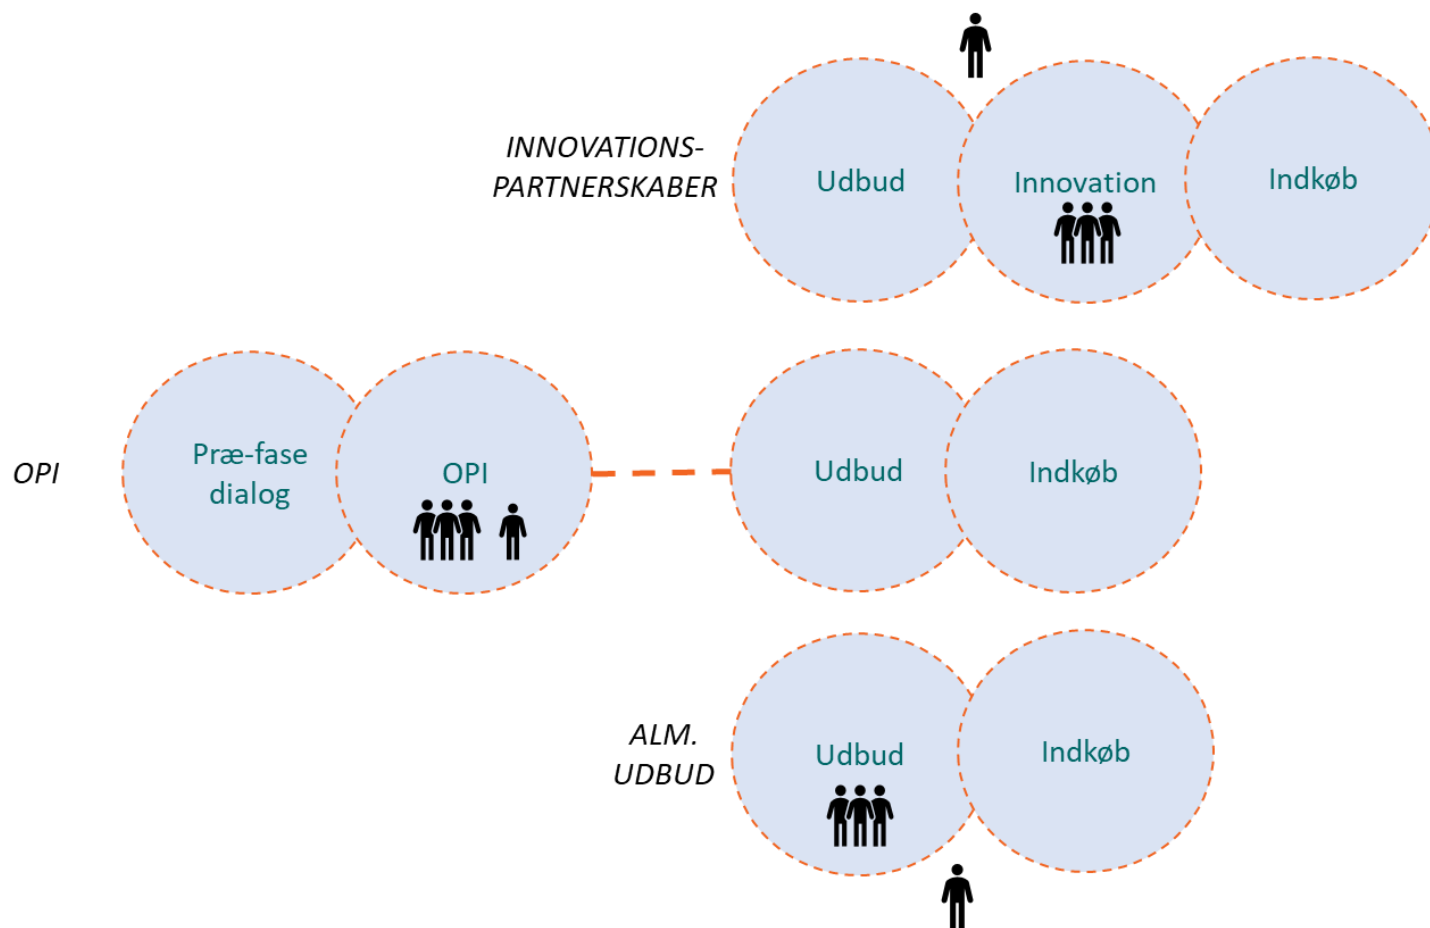 INNOVATIONS-
PARTNERSKABER
Udbud
Innovation
Indkøb
OPI
Præ-fase
dialog
OPI
Udbud
Indkøb
ALM.
UDBUD
Udbud
Indkøb